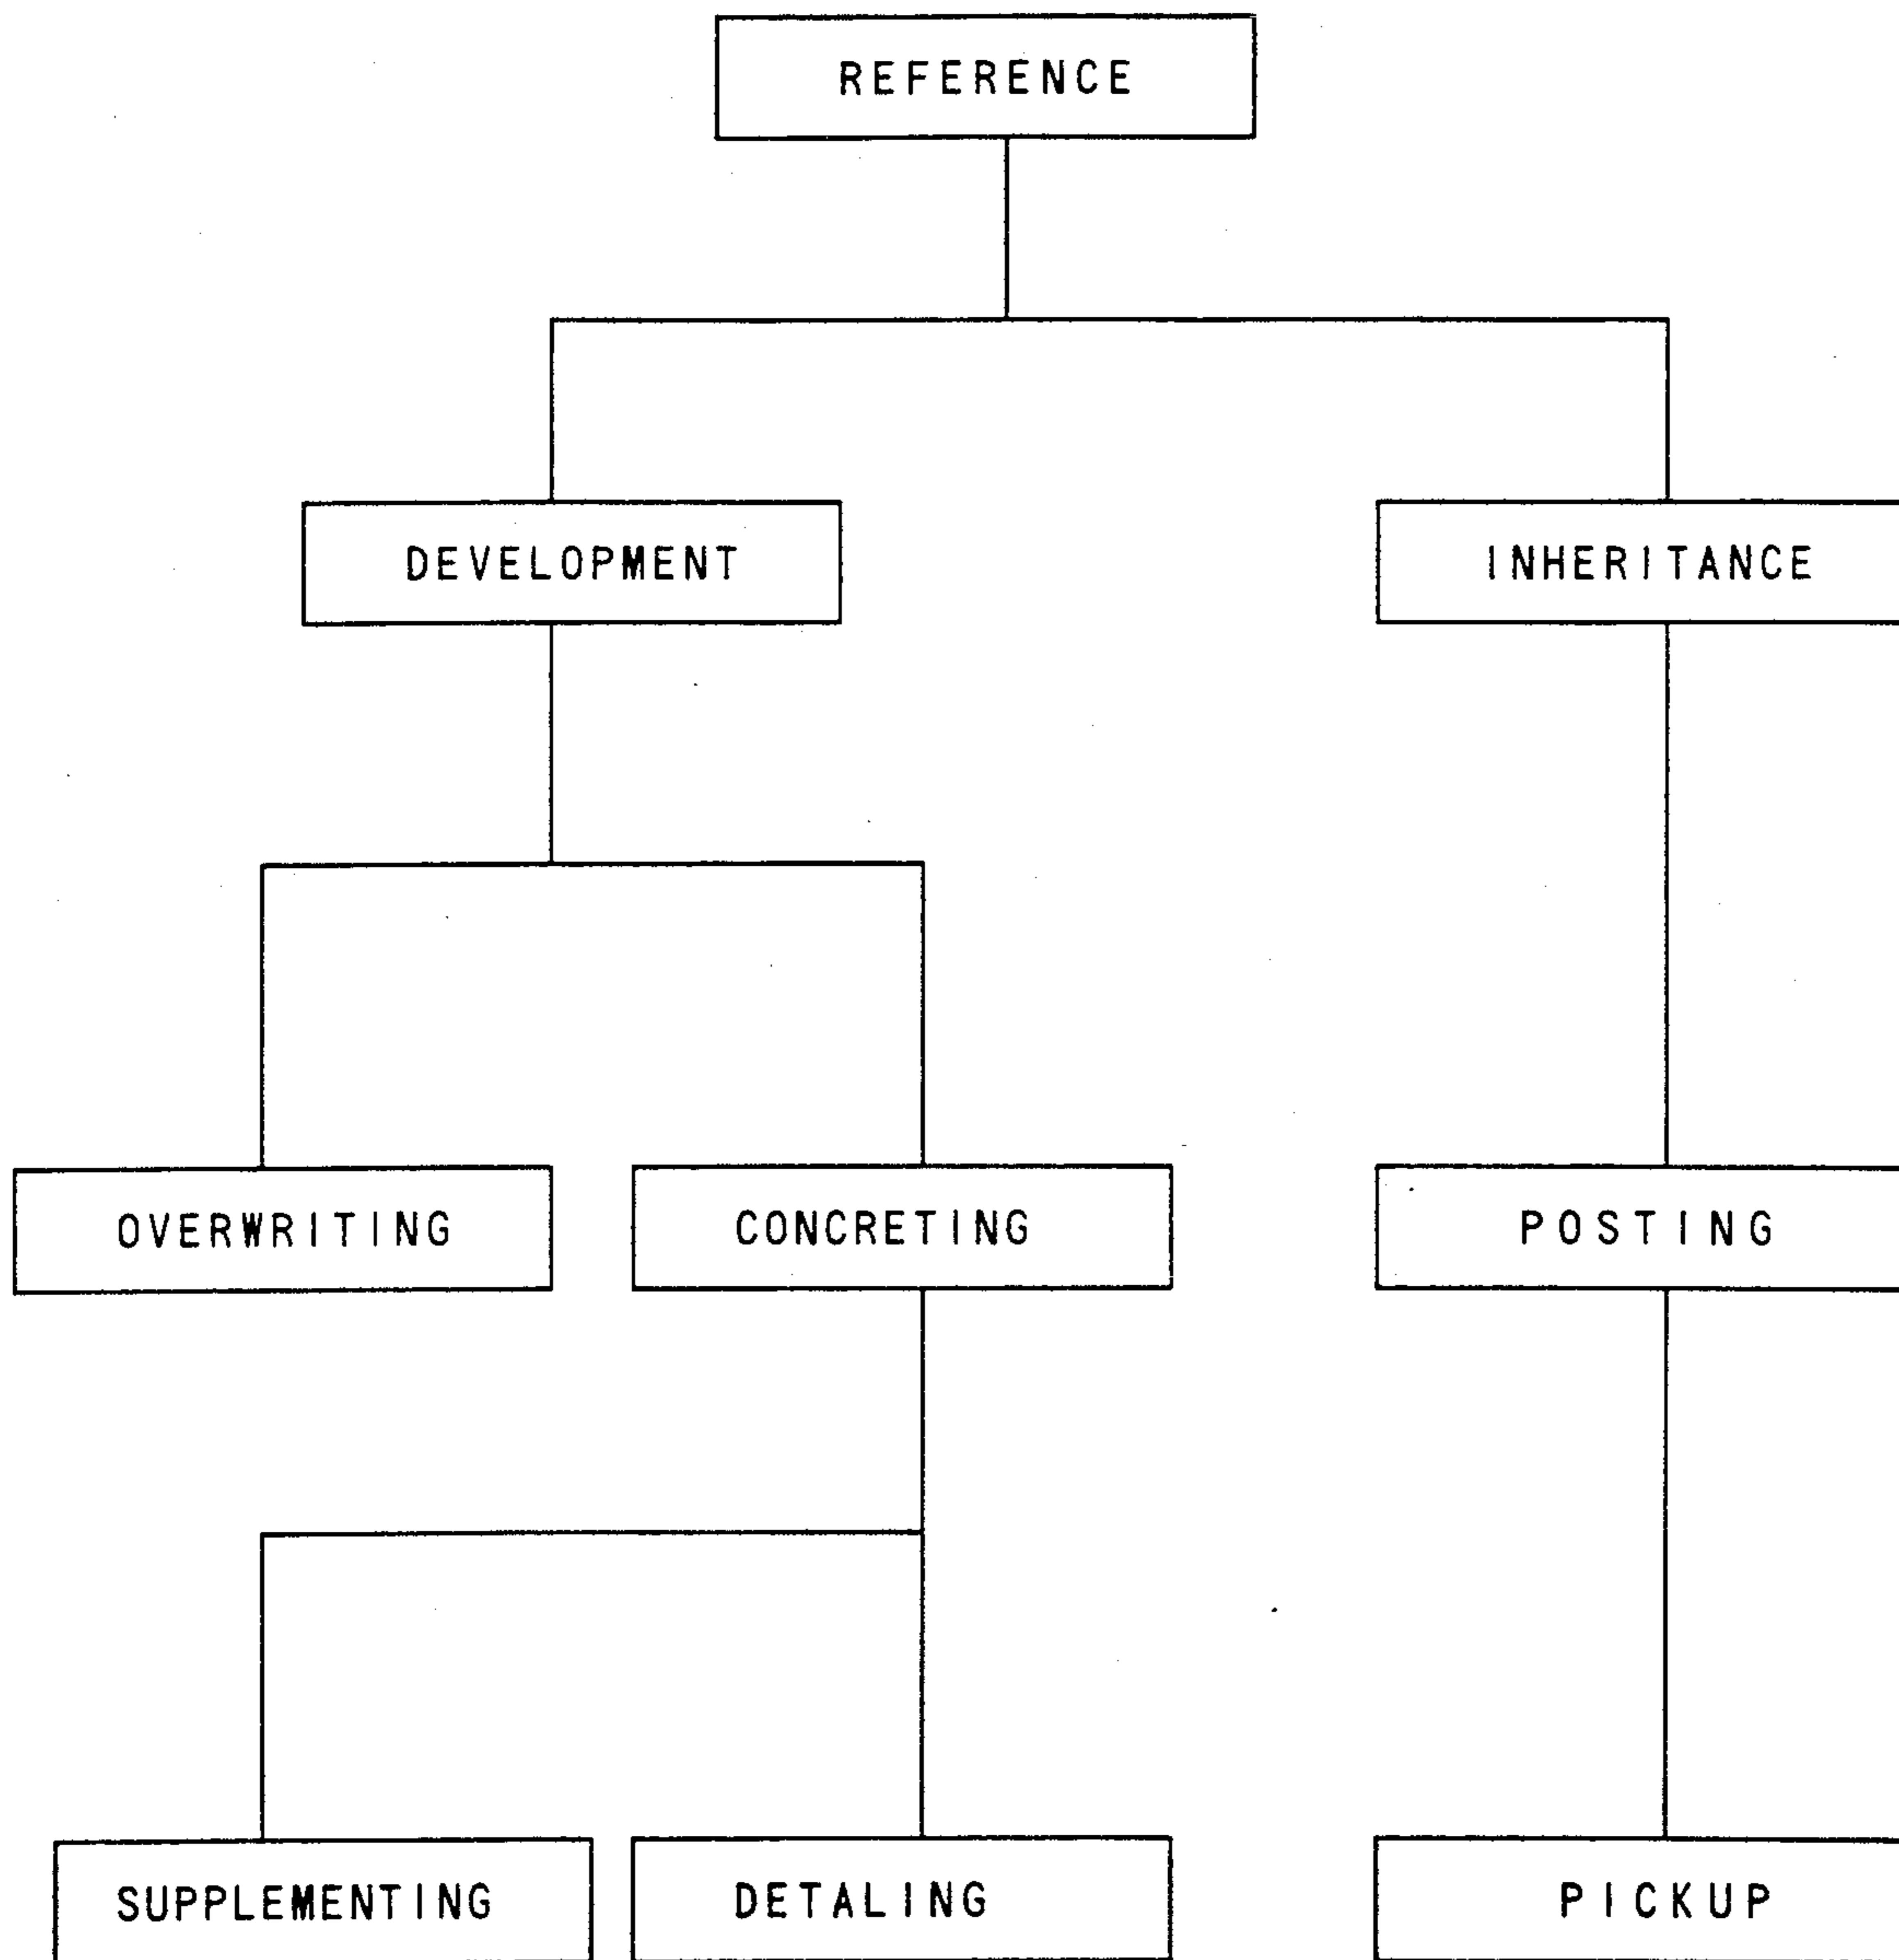 REFERENCE
DEVELOPMENT
INHERITANCE
OVERWRITING
CONCRETING
POSTING
SUPPLEMENTING
DETALING
PICKUP